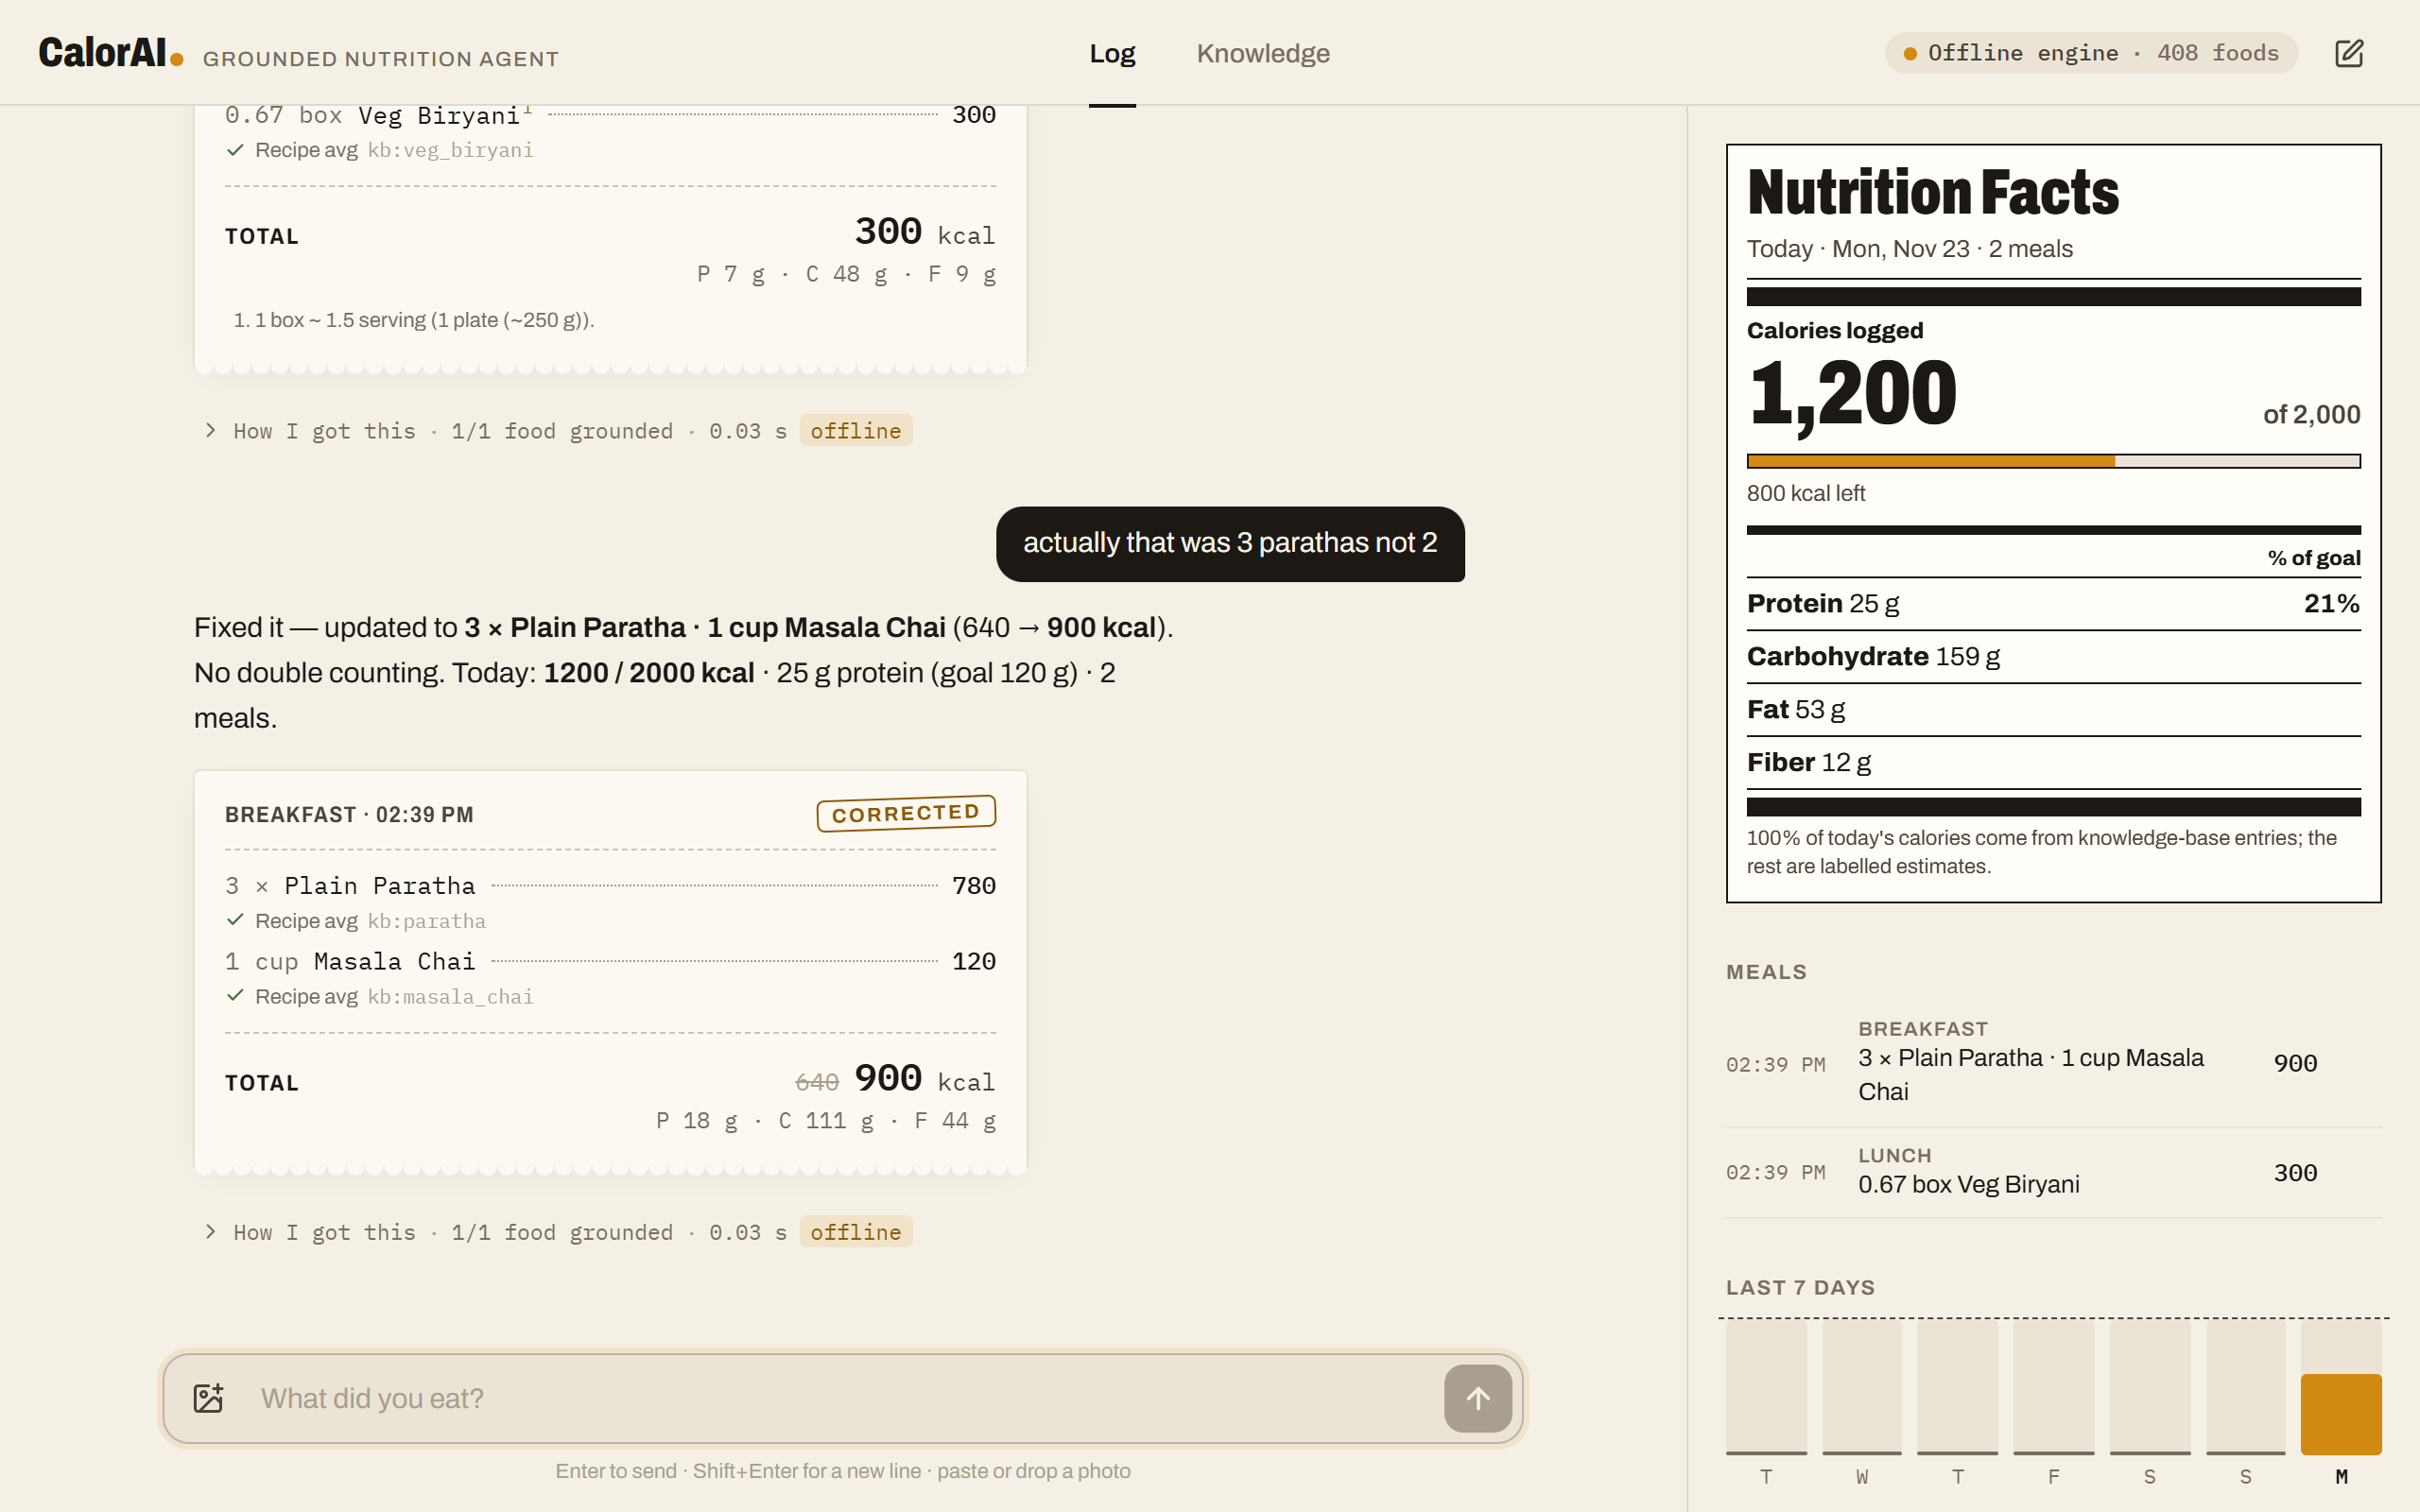 CalorAI GROUNDED NUTRITION AGENT
Log Knowledge
Offline engine · 408 foods
0.67 box Veg Biryani¹ 300
Recipe avg kb:veg_biryani
TOTAL 300 kcal
P 7 g · C 48 g · F 9 g
1. 1 box ~ 1.5 serving (1 plate (~250 g)).
How I got this · 1/1 food grounded · 0.03 s offline
actually that was 3 parathas not 2
Fixed it — updated to 3 × Plain Paratha · 1 cup Masala Chai (640 → 900 kcal).
No double counting. Today: 1200 / 2000 kcal · 25 g protein (goal 120 g) · 2
meals.
BREAKFAST · 02:39 PM CORRECTED
3 × Plain Paratha 780
Recipe avg kb:paratha
1 cup Masala Chai 120
Recipe avg kb:masala_chai
TOTAL 640 900 kcal
P 18 g · C 111 g · F 44 g
How I got this · 1/1 food grounded · 0.03 s offline
What did you eat?
Enter to send · Shift+Enter for a new line · paste or drop a photo
Nutrition Facts
Today · Mon, Nov 23 · 2 meals
Calories logged
1,200 of 2,000
800 kcal left
% of goal
Protein 25 g 21%
Carbohydrate 159 g
Fat 53 g
Fiber 12 g
100% of today's calories come from knowledge-base entries; the
rest are labelled estimates.
MEALS
BREAKFAST
02:39 PM 3 × Plain Paratha · 1 cup Masala 900
Chai
LUNCH
02:39 PM 0.67 box Veg Biryani 300
LAST 7 DAYS
T W T F S S M